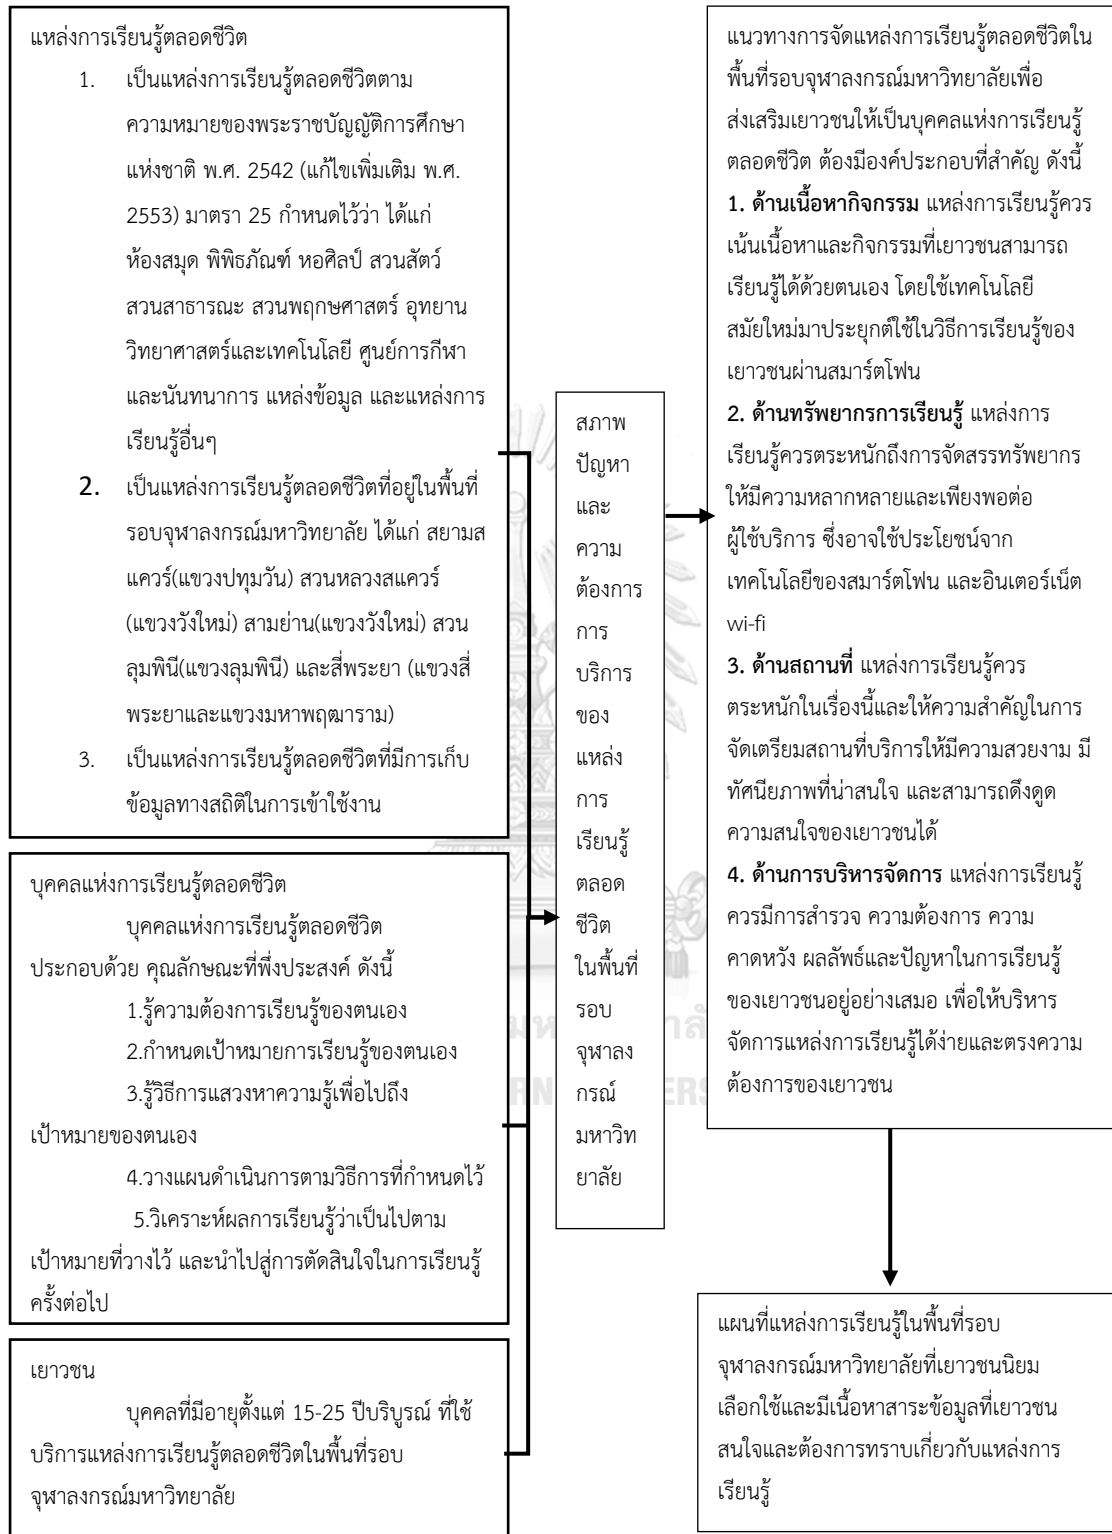 แหล่งการเรียนรู้ตลอดชีวิต
1. เป็นแหล่งการเรียนรู้ตลอดชีวิตตาม
ความหมายของพระราชบัญญัติการศึกษา
แห่งชาติ พ.ศ. 2542 (แก้ไขเพิ่มเติม พ.ศ.
2553) มาตรา 25 กำหนดไว้ว่า ได้แก่
ห้องสมุด พิพิธภัณฑ์ หอศิลป์ สวนสัตว์
สวนสาธารณะ สวนพฤกษศาสตร์ อุทยาน
วิทยาศาสตร์และเทคโนโลยี ศูนย์การกีฬา
และนันทนาการ แหล่งข้อมูล และแหล่งการ
เรียนรู้อื่นๆ
2. เป็นแหล่งการเรียนรู้ตลอดชีวิตที่อยู่ในพื้นที่
รอบจุฬาลงกรณ์มหาวิทยาลัย ได้แก่ สยามส
แควร์(แขวงปทุมวัน) สวนหลวงสแควร์
(แขวงวังใหม่) สามย่าน(แขวงวังใหม่) สวน
ลุมพินี(แขวงลุมพินี) และสี่พระยา (แขวงสี่
พระยาและแขวงมหาพฤฒาราม)
3. เป็นแหล่งการเรียนรู้ตลอดชีวิตที่มีการเก็บ
ข้อมูลทางสถิติในการเข้าใช้งาน
บุคคลแห่งการเรียนรู้ตลอดชีวิต
บุคคลแห่งการเรียนรู้ตลอดชีวิต
ประกอบด้วย คุณลักษณะที่พึ่งประสงค์ ดังนี้
1.รู้ความต้องการเรียนรู้ของตนเอง
2.กำหนดเป้าหมายการเรียนรู้ของตนเอง
3.รู้วิธีการแสวงหาความรู้เพื่อไปถึง
เป้าหมายของตนเอง
4.วางแผนดำเนินการตามวิธีการที่กำหนดไว้
5.วิเคราะห์ผลการเรียนรู้ว่าเป็นไปตาม
เป้าหมายที่วางไว้ และนำไปสู่การตัดสินใจในการเรียนรู้
ครั้งต่อไป
เยาวชน
บุคคลที่มีอายุตั้งแต่ 15-25 ปีบริบูรณ์ ที่ใช้
บริการแหล่งการเรียนรู้ตลอดชีวิตในพื้นที่รอบ
จุฬาลงกรณ์มหาวิทยาลัย
สภาพ
ปัญหา
และ
ความ
ต้องการ
การ
บริการ
ของ
แหล่ง
การ
เรียนรู้
ตลอด
ชีวิต
ในพื้นที่
รอบ
จุฬาลง
กรณ์
มหาวิท
ยาลัย
แนวทางการจัดแหล่งการเรียนรู้ตลอดชีวิตใน
พื้นที่รอบจุฬาลงกรณ์มหาวิทยาลัยเพื่อ
ส่งเสริมเยาวชนให้เป็นบุคคลแห่งการเรียนรู้
ตลอดชีวิต ต้องมีองค์ประกอบที่สำคัญ ดังนี้
1. ด้านเนื้อหากิจกรรม แหล่งการเรียนรู้ควร
เน้นเนื้อหาและกิจกรรมที่เยาวชนสามารถ
เรียนรู้ได้ด้วยตนเอง โดยใช้เทคโนโลยี
สมัยใหม่มาประยุกต์ใช้ในวิธีการเรียนรู้ของ
เยาวชนผ่านสมาร์ตโฟน
2. ด้านทรัพยากรการเรียนรู้ แหล่งการ
เรียนรู้ควรตระหนักถึงการจัดสรรทรัพยากร
ให้มีความหลากหลายและเพียงพอต่อ
ผู้ใช้บริการ ซึ่งอาจใช้ประโยชน์จาก
เทคโนโลยีของสมาร์ตโฟน และอินเตอร์เน็ต
wi-fi
3. ด้านสถานที่ แหล่งการเรียนรู้ควร
ตระหนักในเรื่องนี้และให้ความสำคัญในการ
จัดเตรียมสถานที่บริการให้มีความสวยงาม มี
ทัศนียภาพที่น่าสนใจ และสามารถดึงดูด
ความสนใจของเยาวชนได้
4. ด้านการบริหารจัดการ แหล่งการเรียนรู้
ควรมีการสำรวจ ความต้องการ ความ
คาดหวัง ผลลัพธ์และปัญหาในการเรียนรู้
ของเยาวชนอยู่อย่างเสมอ เพื่อให้บริหาร
จัดการแหล่งการเรียนรู้ได้ง่ายและตรงความ
ต้องการของเยาวชน
แผนที่แหล่งการเรียนรู้ในพื้นที่รอบ
จุฬาลงกรณ์มหาวิทยาลัยที่เยาวชนนิยม
เลือกใช้และมีเนื้อหาสาระข้อมูลที่เยาวชน
สนใจและต้องการทราบเกี่ยวกับแหล่งการ
เรียนรู้